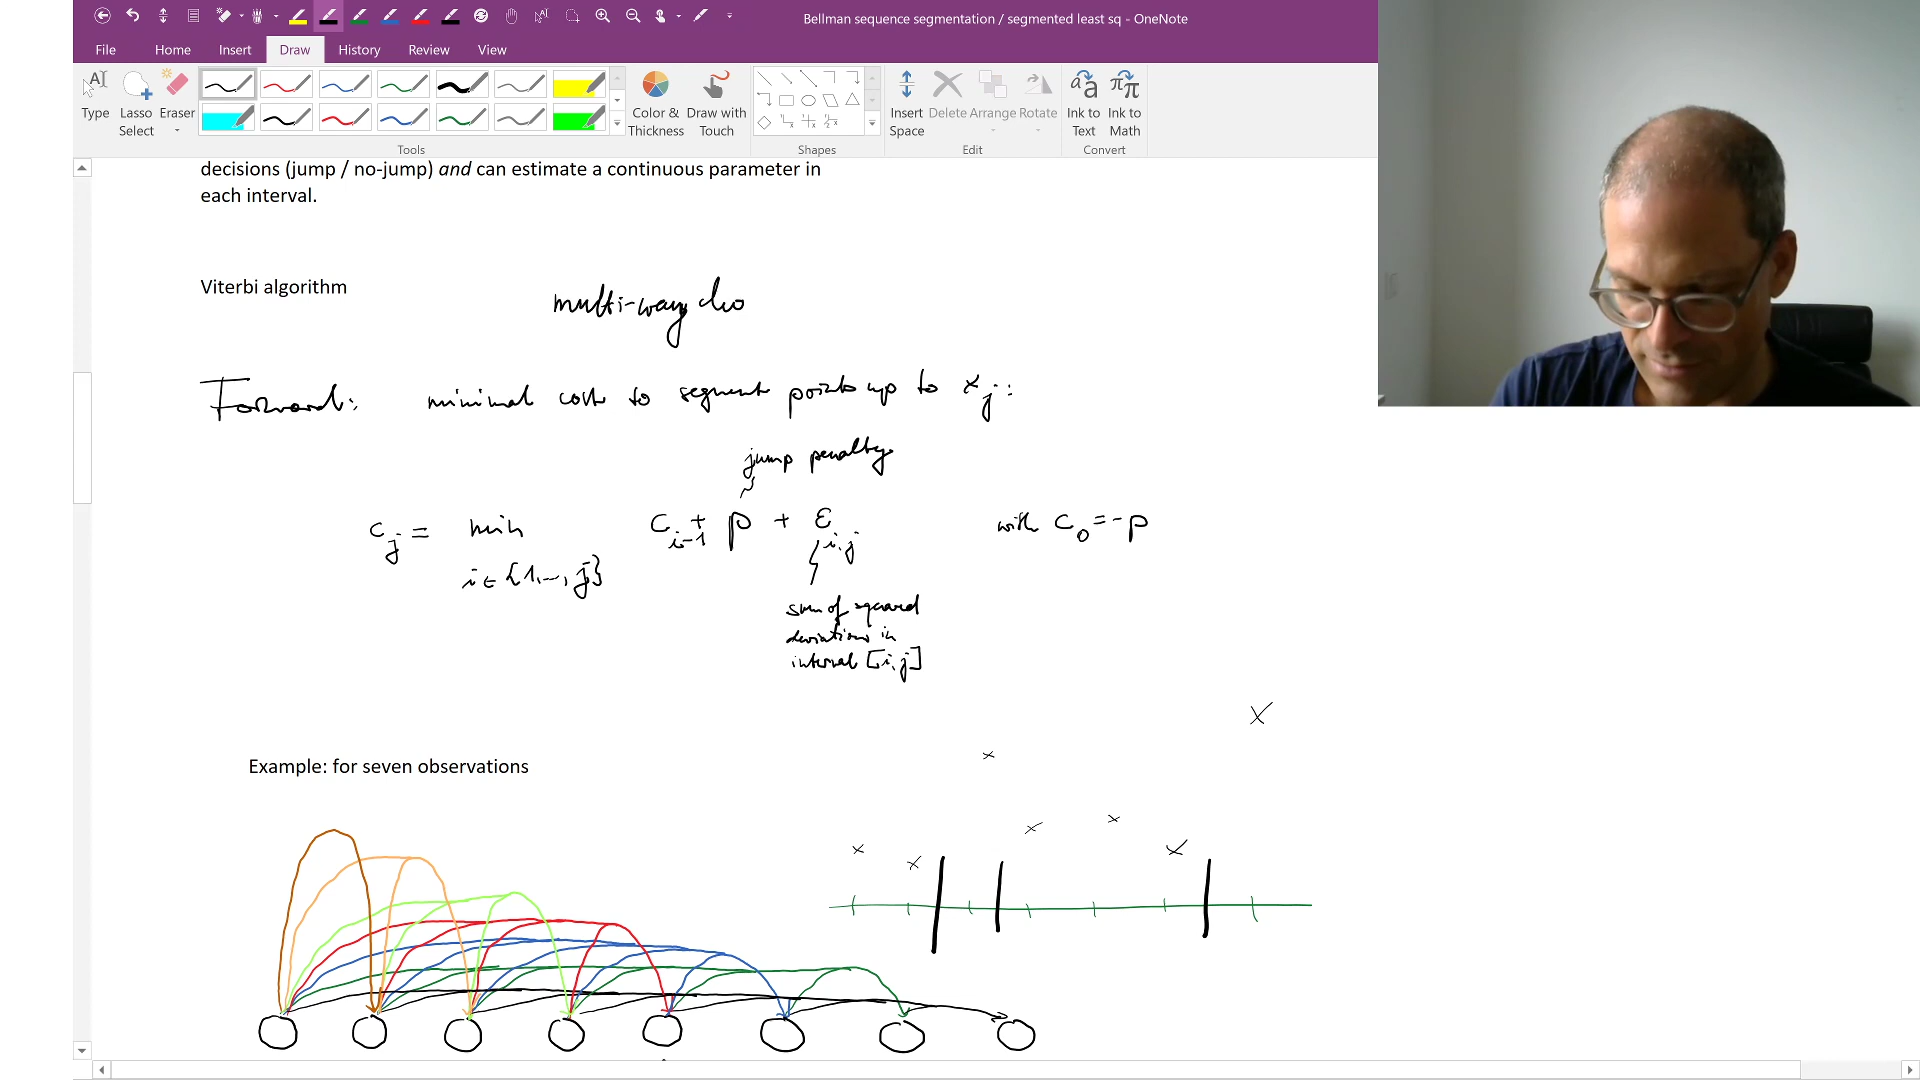 Bellman sequence segmentation / segmented least sq - OneNote
File Home Insert Draw History Review View
Type
Lasso Select
Eraser
Color & Thickness
Draw with Touch
Insert Space
Delete
Arrange
Rotate
Ink to Text
Ink to Math
Tools Shapes Edit Convert
decisions (jump / no-jump) and can estimate a continuous parameter in
each interval.
Viterbi algorithm
multi-way cho
Forward: minimal cost to segment points up to x_j :
jump penalty
c_j = min c_{i-1} + p + ε_{i,j} with c_0 = -p
i ∈ {1,...,j}
sum of squared
deviations in
interval [i,j]
Example: for seven observations